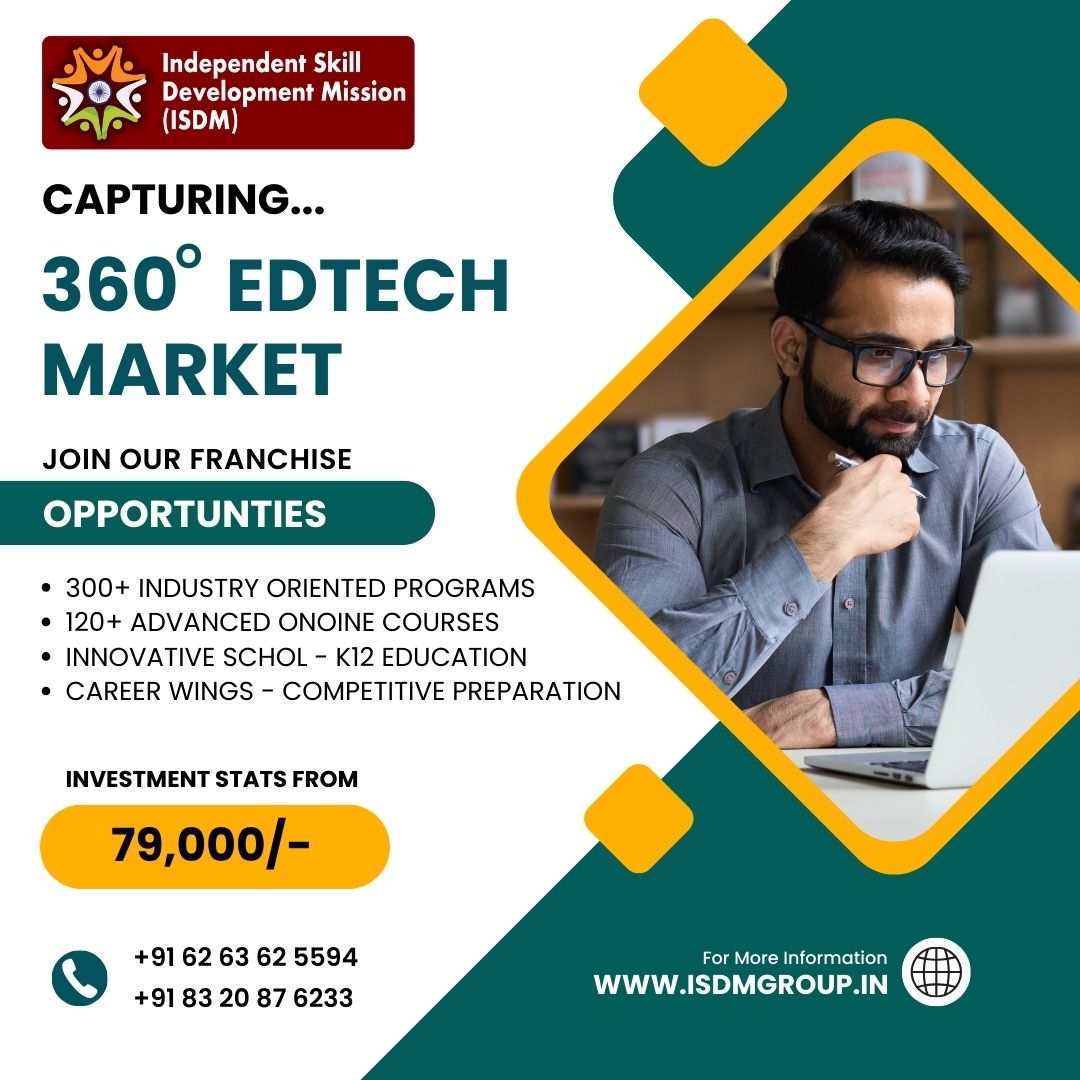 Independent Skill
Development Mission
(ISDM)
CAPTURING...
360° EDTECH
MARKET
JOIN OUR FRANCHISE
OPPORTUNTIES
• 300+ INDUSTRY ORIENTED PROGRAMS
• 120+ ADVANCED ONOINE COURSES
• INNOVATIVE SCHOL - K12 EDUCATION
• CAREER WINGS - COMPETITIVE PREPARATION
INVESTMENT STATS FROM
79,000/-
+91 62 63 62 5594
+91 83 20 87 6233
For More Information
WWW.ISDMGROUP.IN